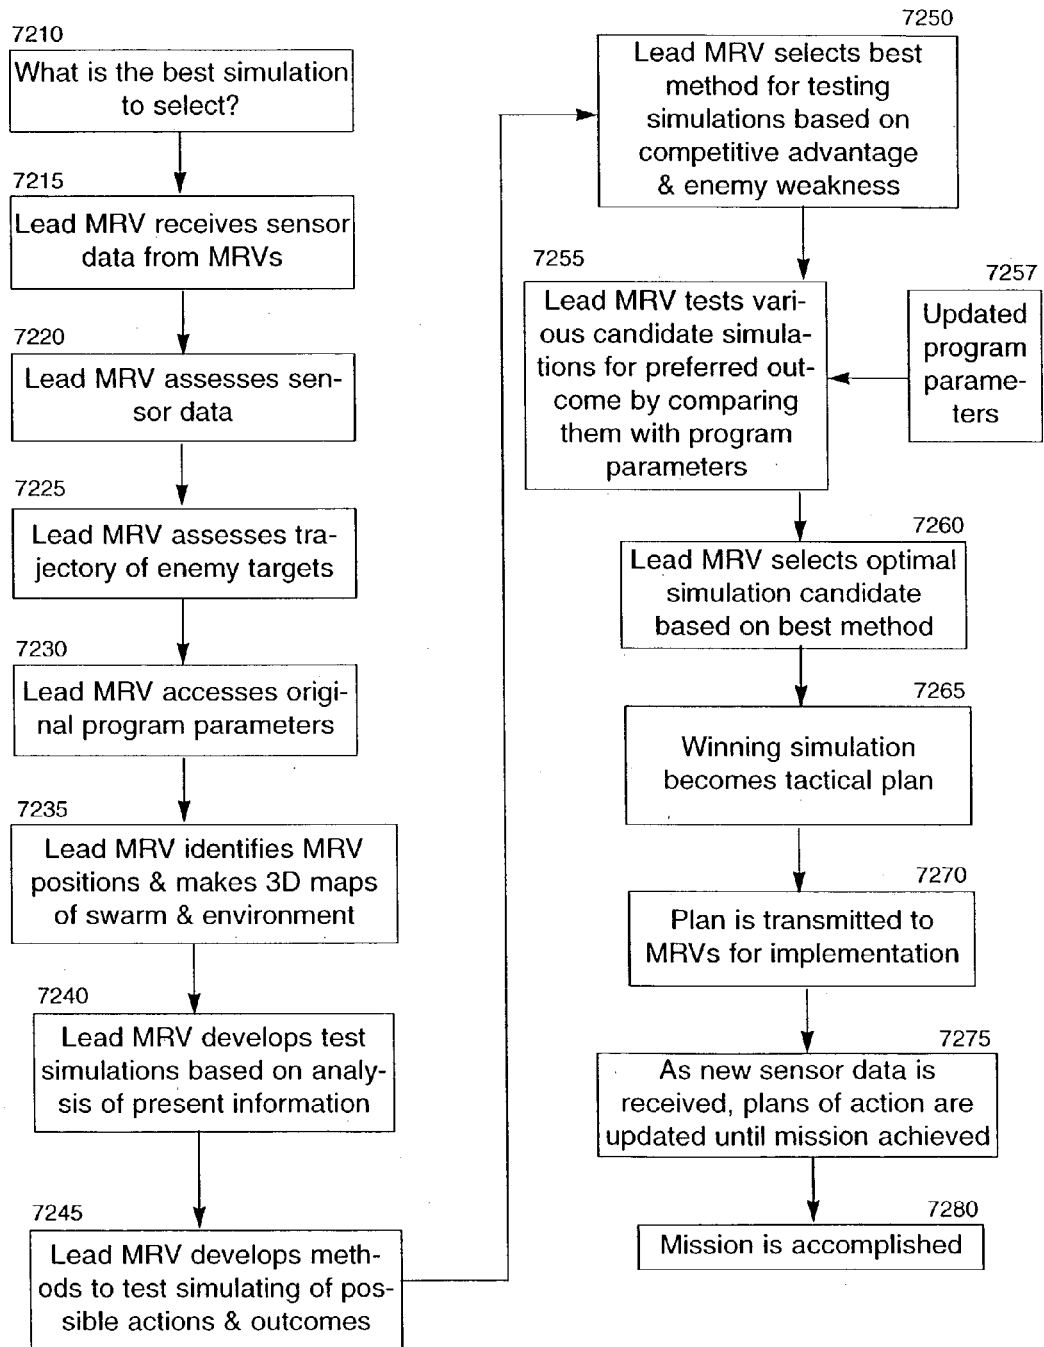 7210
What is the best simulation
to select?
7215
Lead MRV receives sensor
data from MRVs
7220
Lead MRV assesses sen-
sor data
7225
Lead MRV assesses tra-
jectory of enemy targets
7230
Lead MRV accesses origi-
nal program parameters
7235
Lead MRV identifies MRV
positions & makes 3D maps
of swarm & environment
7240
Lead MRV develops test
simulations based on analy-
sis of present information
7245
Lead MRV develops meth-
ods to test simulating of pos-
sible actions & outcomes
7250
Lead MRV selects best
method for testing
simulations based on
competitive advantage
& enemy weakness
7255
Lead MRV tests vari-
ous candidate simula-
tions for preferred out-
come by comparing
them with program
parameters
7257
Updated
program
parame-
ters
7260
Lead MRV selects optimal
simulation candidate
based on best method
7265
Winning simulation
becomes tactical plan
7270
Plan is transmitted to
MRVs for implementation
7275
As new sensor data is
received, plans of action are
updated until mission achieved
7280
Mission is accomplished